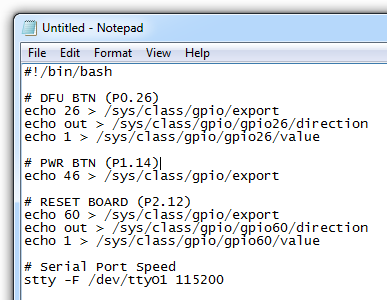 Untitled - Notepad
File Edit Format View Help
#!/bin/bash
# DFU BTN (P0.26)
echo 26 > /sys/class/gpio/export
echo out > /sys/class/gpio/gpio26/direction
echo 1 > /sys/class/gpio/gpio26/value
# PWR BTN (P1.14)
echo 46 > /sys/class/gpio/export
# RESET BOARD (P2.12)
echo 60 > /sys/class/gpio/export
echo out > /sys/class/gpio/gpio60/direction
echo 1 > /sys/class/gpio/gpio60/value
# Serial Port Speed
stty -F /dev/ttyO1 115200